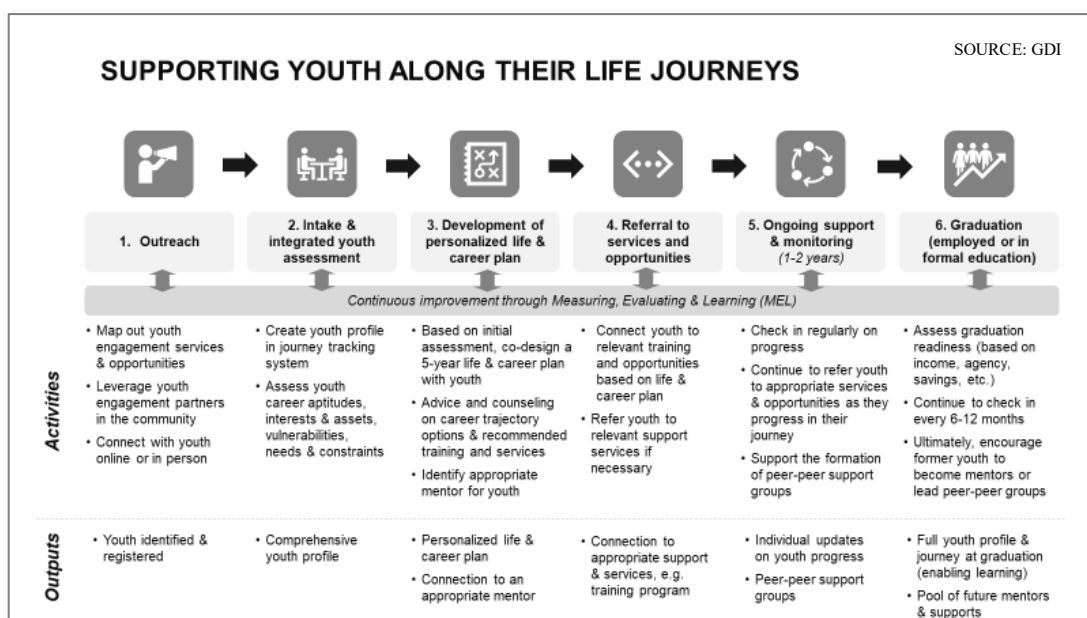 SOURCE: GDI
SUPPORTING YOUTH ALONG THEIR LIFE JOURNEYS
1. Outreach
2. Intake &
integrated youth
assessment
3. Development of
personalized life &
career plan
4. Referral to
services and
opportunities
5. Ongoing support
& monitoring
(1-2 years)
6. Graduation
(employed or in
formal education)
Continuous improvement through Measuring, Evaluating & Learning (MEL)
Activities
• Map out youth
engagement services
& opportunities
• Leverage youth
engagement partners
in the community
• Connect with youth
online or in person
• Create youth profile
in journey tracking
system
• Assess youth
career aptitudes,
interests & assets,
vulnerabilities,
needs & constraints
• Based on initial
assessment, co-design a
5-year life & career plan
with youth
• Advice and counseling
on career trajectory
options & recommended
training and services
• Identify appropriate
mentor for youth
• Connect youth to
relevant training
and opportunities
based on life &
career plan
• Refer youth to
relevant support
services if
necessary
• Check in regularly on
progress
• Continue to refer youth
to appropriate services
& opportunities as they
progress in their
journey
• Support the formation
of peer-peer support
groups
• Assess graduation
readiness (based on
income, agency,
savings, etc.)
• Continue to check in
every 6-12 months
• Ultimately, encourage
former youth to
become mentors or
lead peer-peer groups
Outputs
• Youth identified &
registered
• Comprehensive
youth profile
• Personalized life &
career plan
• Connection to an
appropriate mentor
• Connection to
appropriate support
& services, e.g.
training program
• Individual updates
on youth progress
• Peer-peer support
groups
• Full youth profile &
journey at graduation
(enabling learning)
• Pool of future mentors
& supports